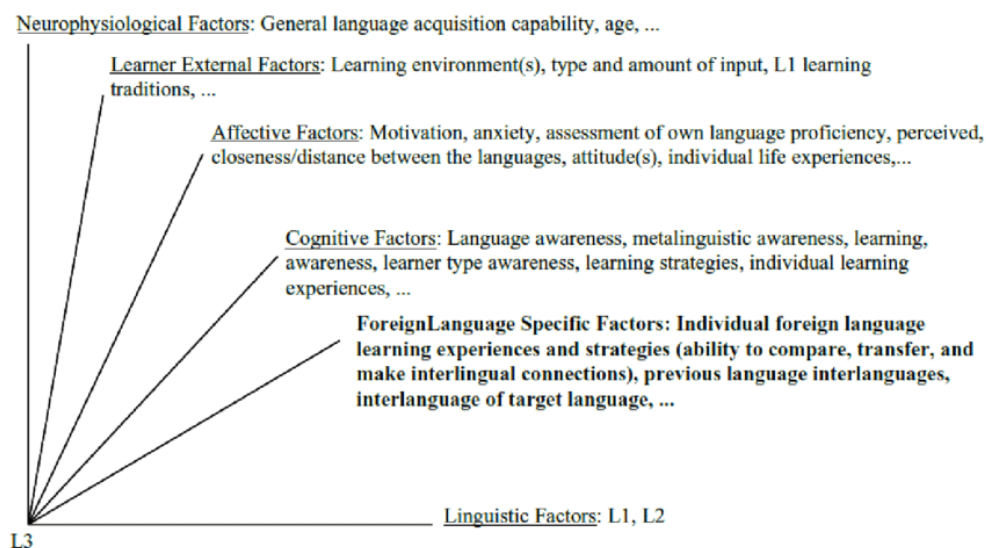 Neurophysiological Factors: General language acquisition capability, age, ...
Learner External Factors: Learning environment(s), type and amount of input, L1 learning
traditions, ...
Affective Factors: Motivation, anxiety, assessment of own language proficiency, perceived,
closeness/distance between the languages, attitude(s), individual life experiences,...
Cognitive Factors: Language awareness, metalinguistic awareness, learning,
awareness, learner type awareness, learning strategies, individual learning
experiences, ...
ForeignLanguage Specific Factors: Individual foreign language
learning experiences and strategies (ability to compare, transfer, and
make interlingual connections), previous language interlanguages,
interlanguage of target language, ...
Linguistic Factors: L1, L2
L3